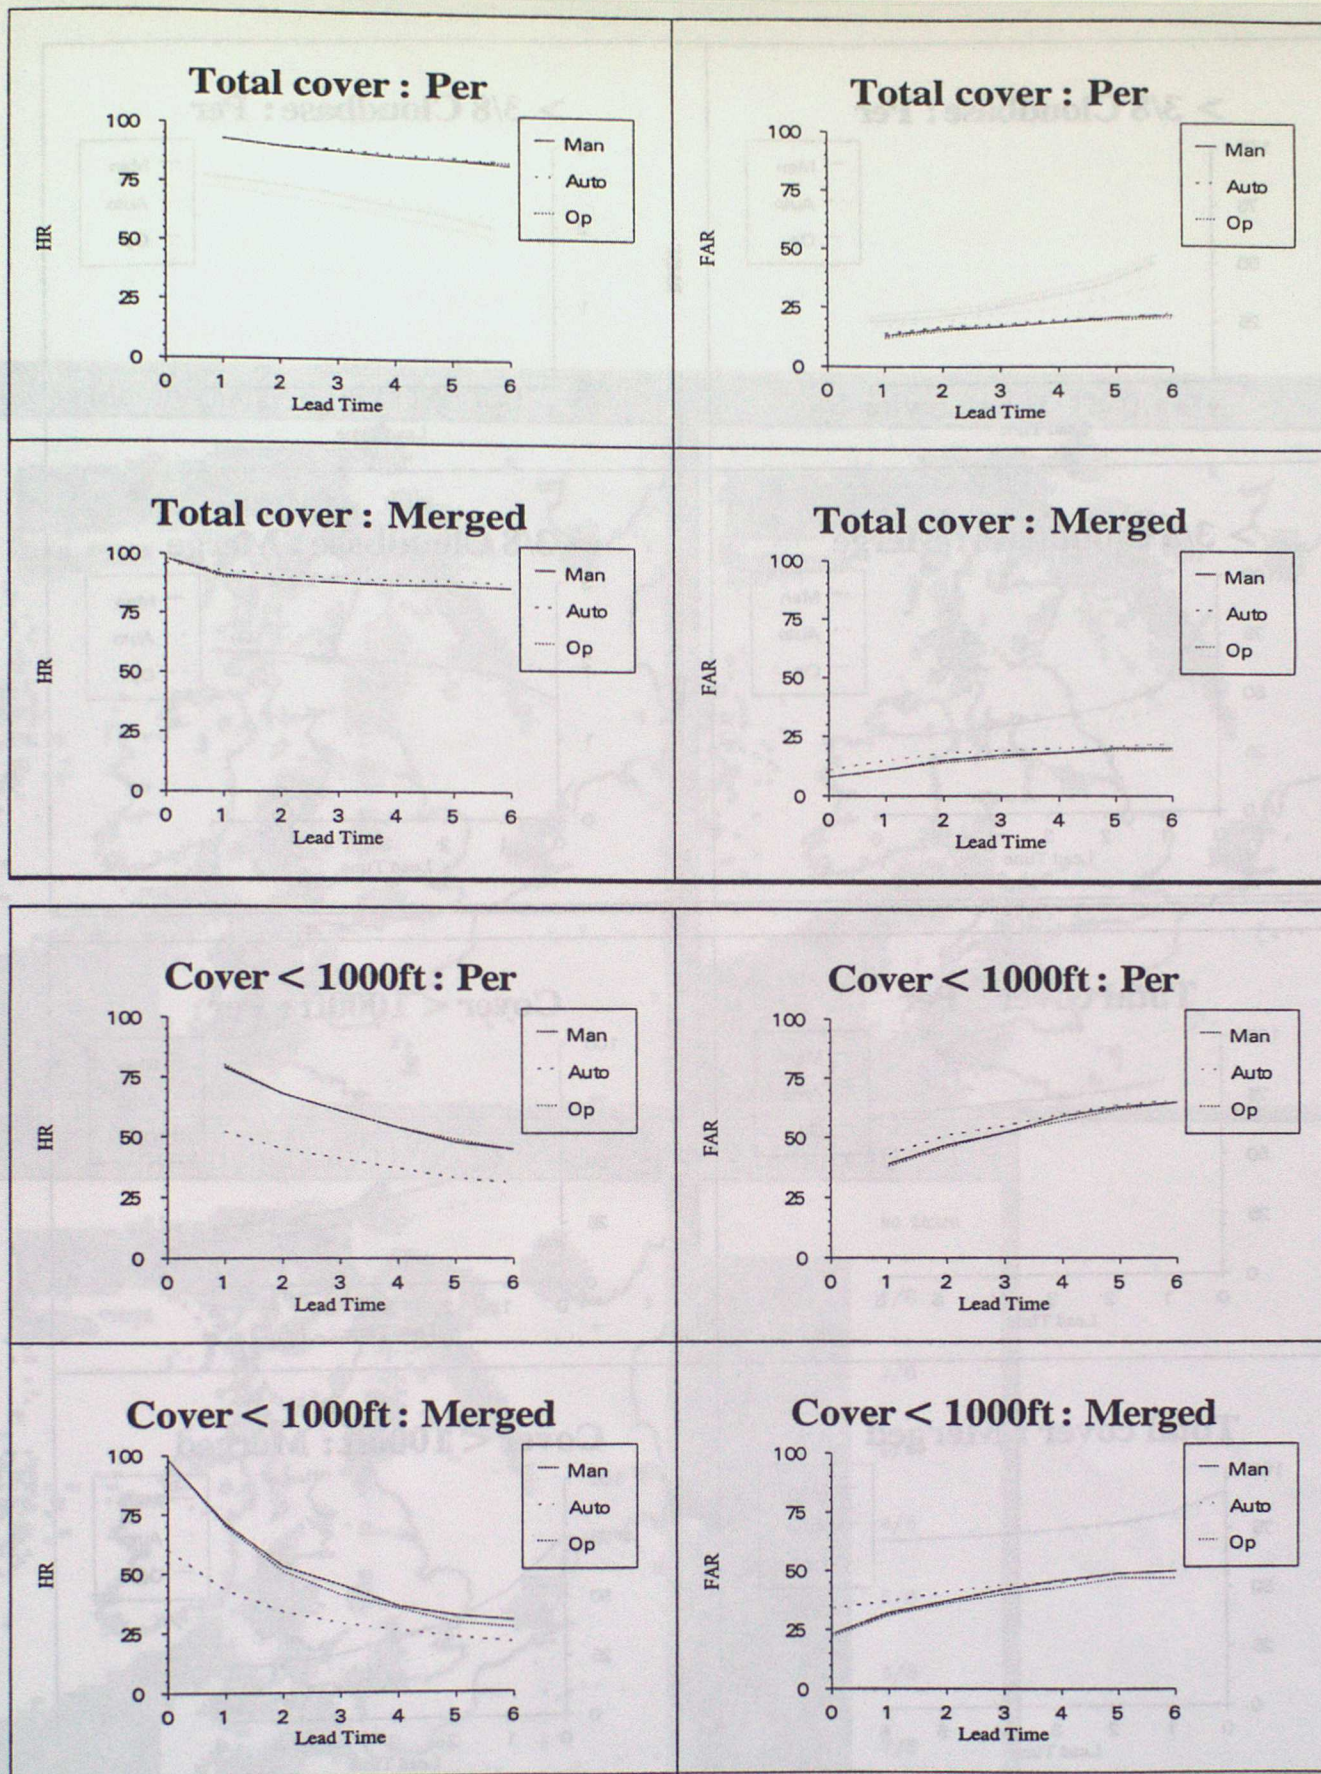 Total cover : Per
100
75
50
25
0
HR
0 1 2 3 4 5 6
Lead Time
Man
Auto
Op
Total cover : Per
100
75
50
25
0
FAR
0 1 2 3 4 5 6
Lead Time
Man
Auto
Op
Total cover : Merged
100
75
50
25
0
HR
0 1 2 3 4 5 6
Lead Time
Man
Auto
Op
Total cover : Merged
100
75
50
25
0
FAR
0 1 2 3 4 5 6
Lead Time
Man
Auto
Op
Cover < 1000ft : Per
100
75
50
25
0
HR
0 1 2 3 4 5 6
Lead Time
Man
Auto
Op
Cover < 1000ft : Per
100
75
50
25
0
FAR
0 1 2 3 4 5 6
Lead Time
Man
Auto
Op
Cover < 1000ft : Merged
100
75
50
25
0
HR
0 1 2 3 4 5 6
Lead Time
Man
Auto
Op
Cover < 1000ft : Merged
100
75
50
25
0
FAR
0 1 2 3 4 5 6
Lead Time
Man
Auto
Op